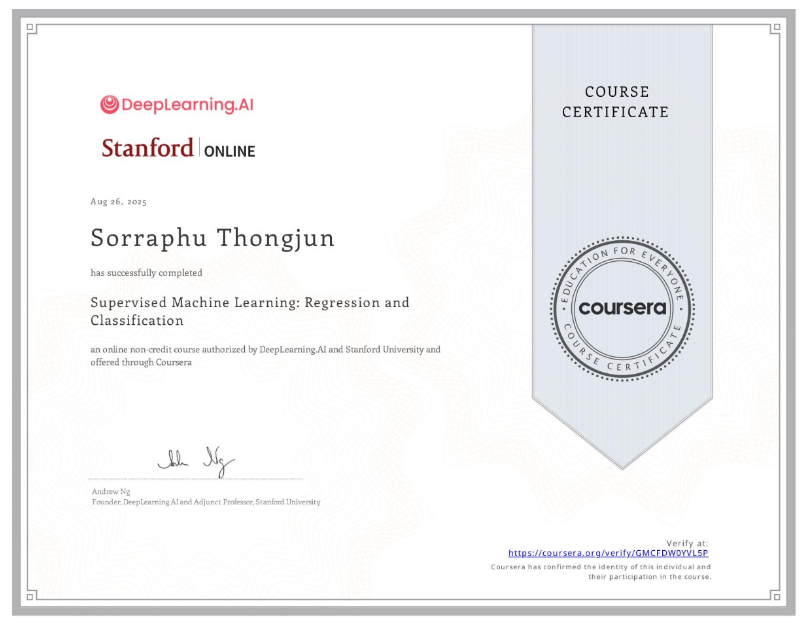 DeepLearning.AI
Stanford | ONLINE
Aug 26, 2025
Sorraphu Thongjun
has successfully completed
Supervised Machine Learning: Regression and
Classification
an online non-credit course authorized by DeepLearning.AI and Stanford University and
offered through Coursera
Andrew Ng
Founder, DeepLearning.AI and Adjunct Professor, Stanford University
COURSE
CERTIFICATE
EDUCATION FOR EVERYONE
coursera
COURSE CERTIFICATE
Verify at:
https://coursera.org/verify/GMCFDW0YVL5P
Coursera has confirmed the identity of this individual and
their participation in the course.